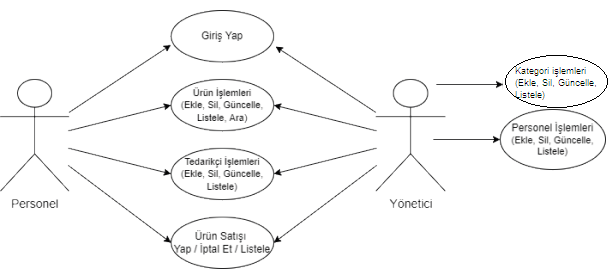 Giriş Yap
Ürün İşlemleri
(Ekle, Sil, Güncelle,
Listele, Ara)
Tedarikçi İşlemleri
(Ekle, Sil, Güncelle,
Listele)
Ürün Satışı
Yap / İptal Et / Listele
Personel
Yönetici
Kategori işlemleri
(Ekle, Sil, Güncelle,
Listele)
Personel İşlemleri
(Ekle, Sil, Güncelle,
Listele)